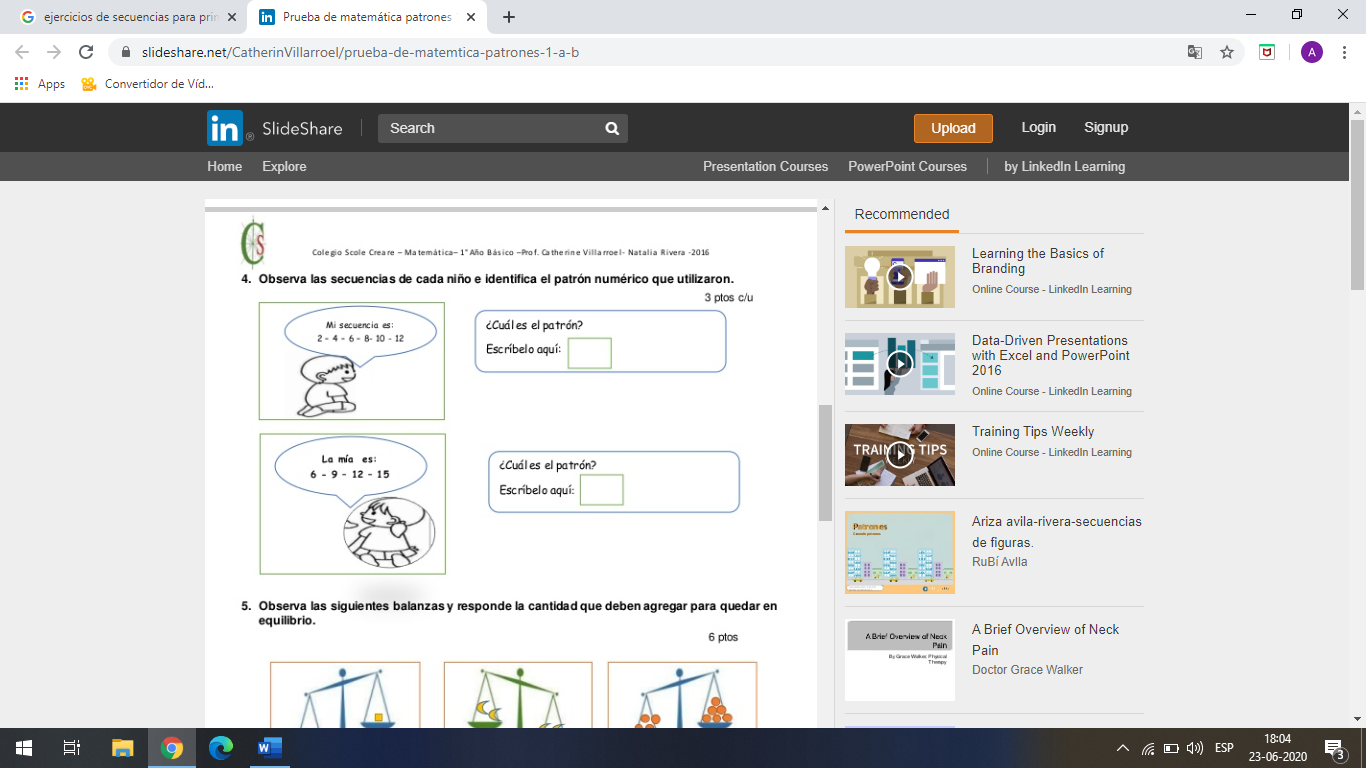 ejercicios de secuencias para prin
Prueba de matemática patrones
slideshare.net/CatherinVillarroel/prueba-de-matemtica-patrones-1-a-b
A
Apps
Convertidor de Víd...
in® SlideShare
Search
Upload
Login
Signup
Home
Explore
Presentation Courses
PowerPoint Courses
by LinkedIn Learning
Colegio Scole Creare – Matemática– 1° Año Básico –Prof. Catherine Villarroel- Natalia Rivera -2016
4. Observa las secuencias de cada niño e identifica el patrón numérico que utilizaron.
3 ptos c/u
Mi secuencia es:
2 – 4 – 6 – 8- 10 - 12
¿Cuál es el patrón?
Escríbelo aquí:
La mía es:
6 – 9 – 12 – 15
¿Cuál es el patrón?
Escríbelo aquí:
5. Observa las siguientes balanzas y responde la cantidad que deben agregar para quedar en
equilibrio.
6 ptos
Recommended
Learning the Basics of
Branding
Online Course - LinkedIn Learning
Data-Driven Presentations
with Excel and PowerPoint
2016
Online Course - LinkedIn Learning
TRAINING TIPS
Training Tips Weekly
Online Course - LinkedIn Learning
Patrones
Ariza avila-rivera-secuencias
de figuras.
RuBí Avlla
A Brief Overview of Neck
Pain
By Grace Walker, Physical
Therapy
A Brief Overview of Neck
Pain
Doctor Grace Walker
ESP
18:04
23-06-2020
3